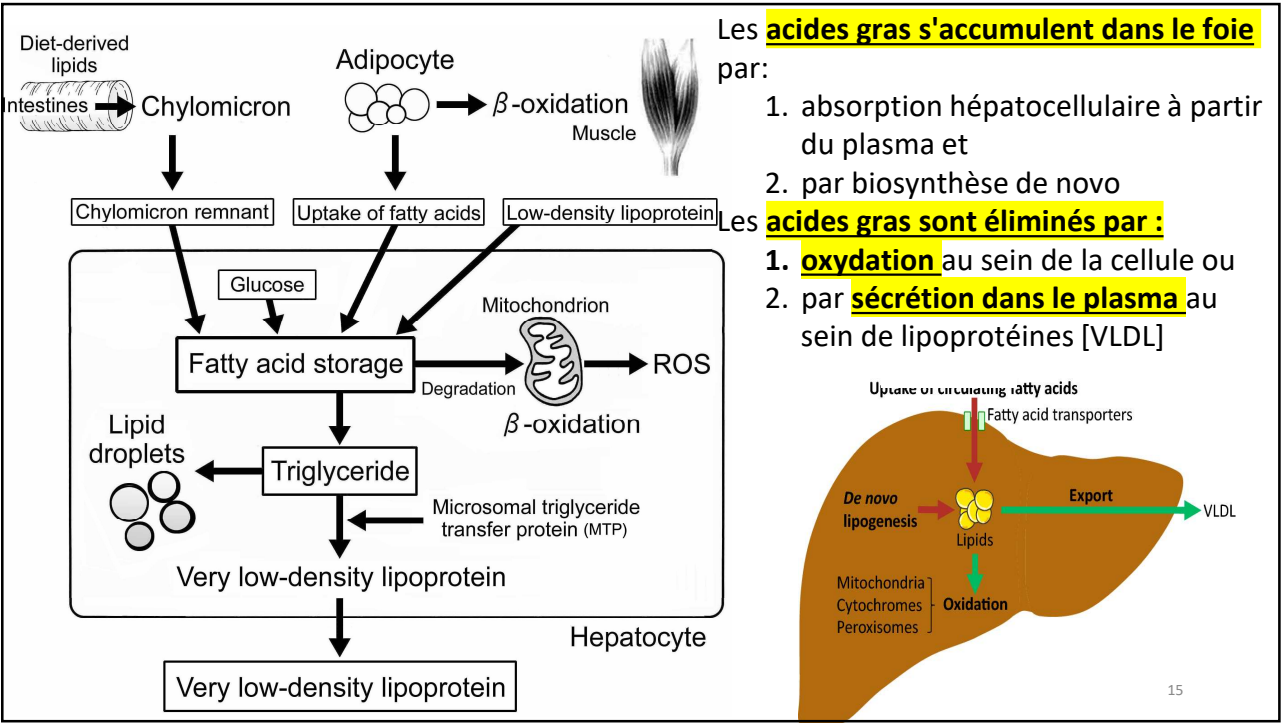 Diet-derived
lipids
Intestines
Chylomicron
Adipocyte
β-oxidation
Muscle
Chylomicron remnant
Uptake of fatty acids
Low-density lipoprotein
Glucose
Mitochondrion
Fatty acid storage
Degradation
ROS
β-oxidation
Lipid
droplets
Triglyceride
Microsomal triglyceride
transfer protein (MTP)
Very low-density lipoprotein
Hepatocyte
Very low-density lipoprotein
Les acides gras s'accumulent dans le foie
par:
1. absorption hépatocellulaire à partir
du plasma et
2. par biosynthèse de novo
Les acides gras sont éliminés par :
1. oxydation au sein de la cellule ou
2. par sécrétion dans le plasma au
sein de lipoprotéines [VLDL]
Uptake of circulating fatty acids
Fatty acid transporters
De novo
lipogenesis
Lipids
Export
VLDL
Mitochondria
Cytochromes
Peroxisomes
Oxidation
15